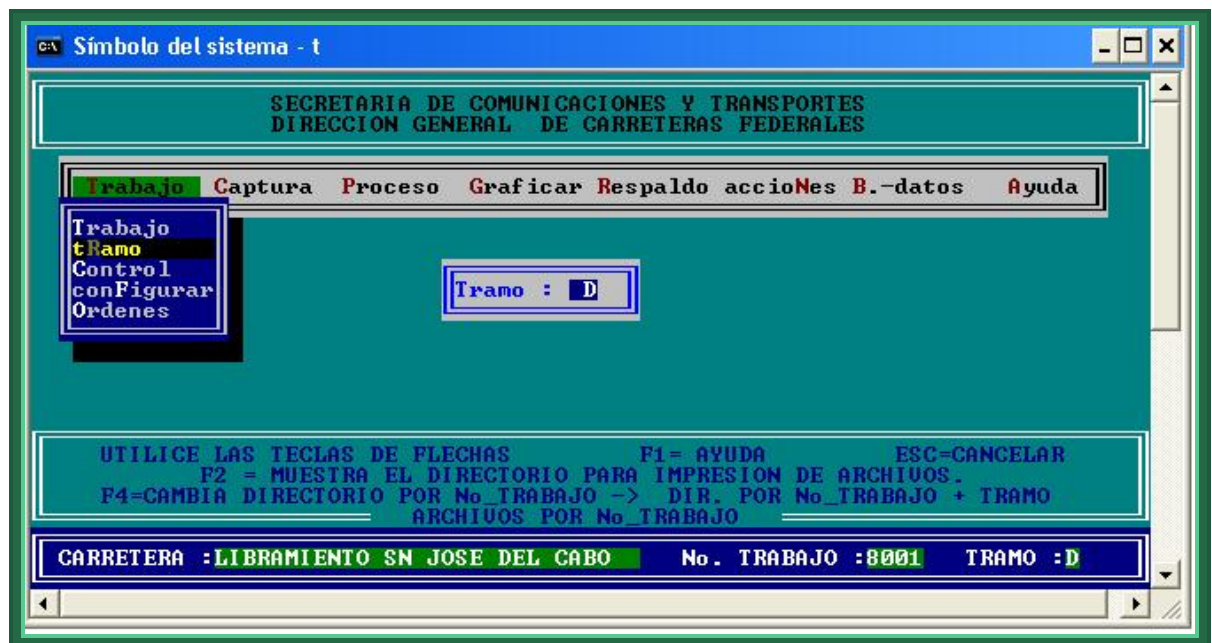 Símbolo del sistema - t
SECRETARIA DE COMUNICACIONES Y TRANSPORTES
DIRECCION GENERAL DE CARRETERAS FEDERALES
Trabajo Captura Proceso Graficar Respaldo accioNes B.-datos Ayuda
Trabajo
tRamo
Control
conFigurar
Ordenes
Tramo : D
UTILICE LAS TECLAS DE FLECHAS F1= AYUDA ESC=CANCELAR
F2 = MUESTRA EL DIRECTORIO PARA IMPRESION DE ARCHIVOS.
F4=CAMBIA DIRECTORIO POR No_TRABAJO -> DIR. POR No_TRABAJO + TRAMO
ARCHIVOS POR No_TRABAJO
CARRETERA :LIBRAMIENTO SN JOSE DEL CABO No. TRABAJO :8001 TRAMO :D